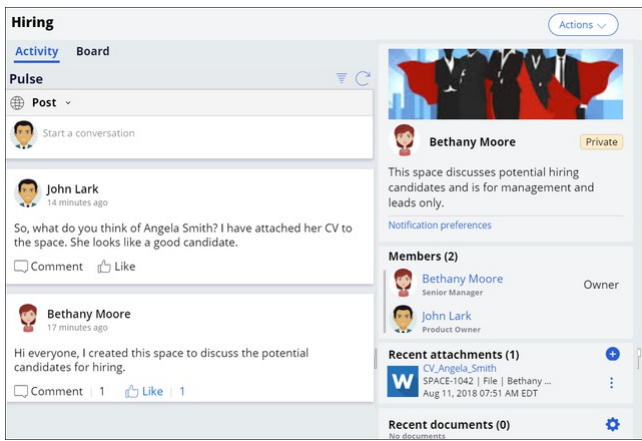 Hiring
Actions
Activity Board
Pulse
Post
Start a conversation
John Lark
14 minutes ago
So, what do you think of Angela Smith? I have attached her CV to
the space. She looks like a good candidate.
Comment Like
Bethany Moore
17 minutes ago
Hi everyone, I created this space to discuss the potential
candidates for hiring.
Comment | 1 Like | 1
Bethany Moore
Private
This space discusses potential hiring
candidates and is for management and
leads only.
Notification preferences
Members (2)
Bethany Moore
Owner
Senior Manager
John Lark
Product Owner
Recent attachments (1)
W
CV_Angela_Smith
SPACE-1042 | File | Bethany ...
Aug 11, 2018 07:51 AM EDT
Recent documents (0)
No documents